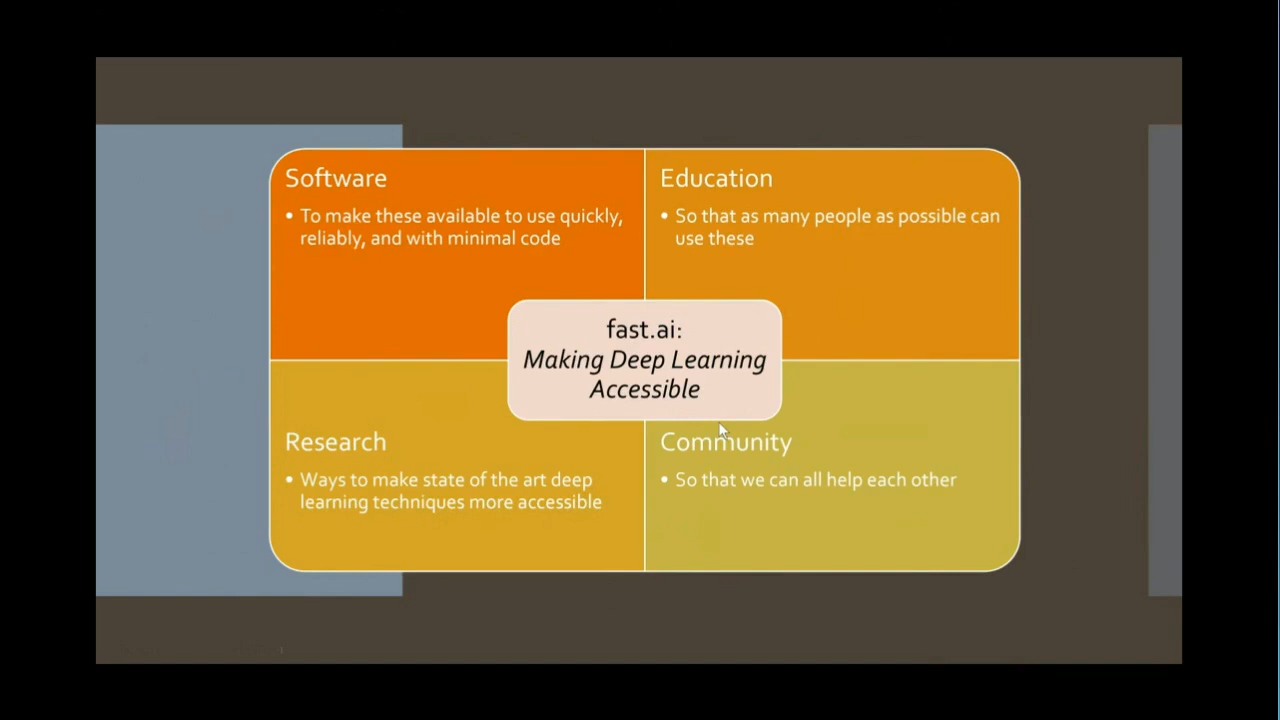 Software
• To make these available to use quickly,
reliably, and with minimal code
Education
• So that as many people as possible can
use these
fast.ai:
Making Deep Learning
Accessible
Research
• Ways to make state of the art deep
learning techniques more accessible
Community
• So that we can all help each other